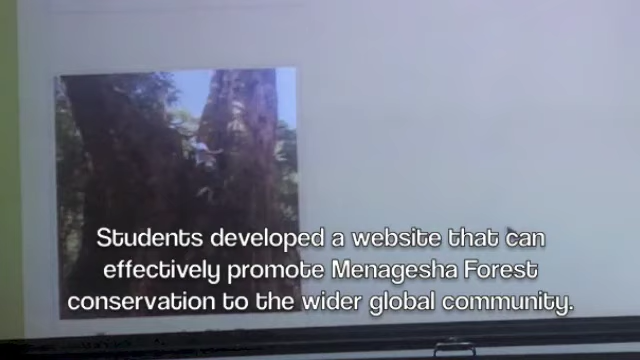 Students developed a website that can
effectively promote Menagesha Forest
conservation to the wider global community.